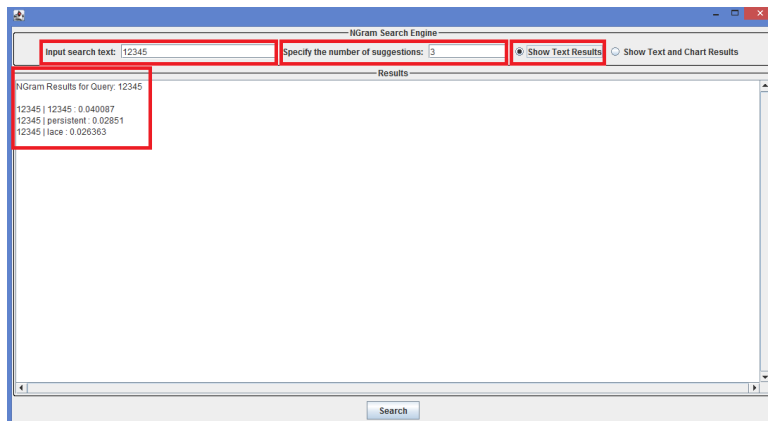 NGram Search Engine
Input search text: 12345 Specify the number of suggestions: 3 Show Text Results Show Text and Chart Results
Results
NGram Results for Query: 12345
12345 | 12345 : 0.040087
12345 | persistent : 0.02851
12345 | lace : 0.026363
Search